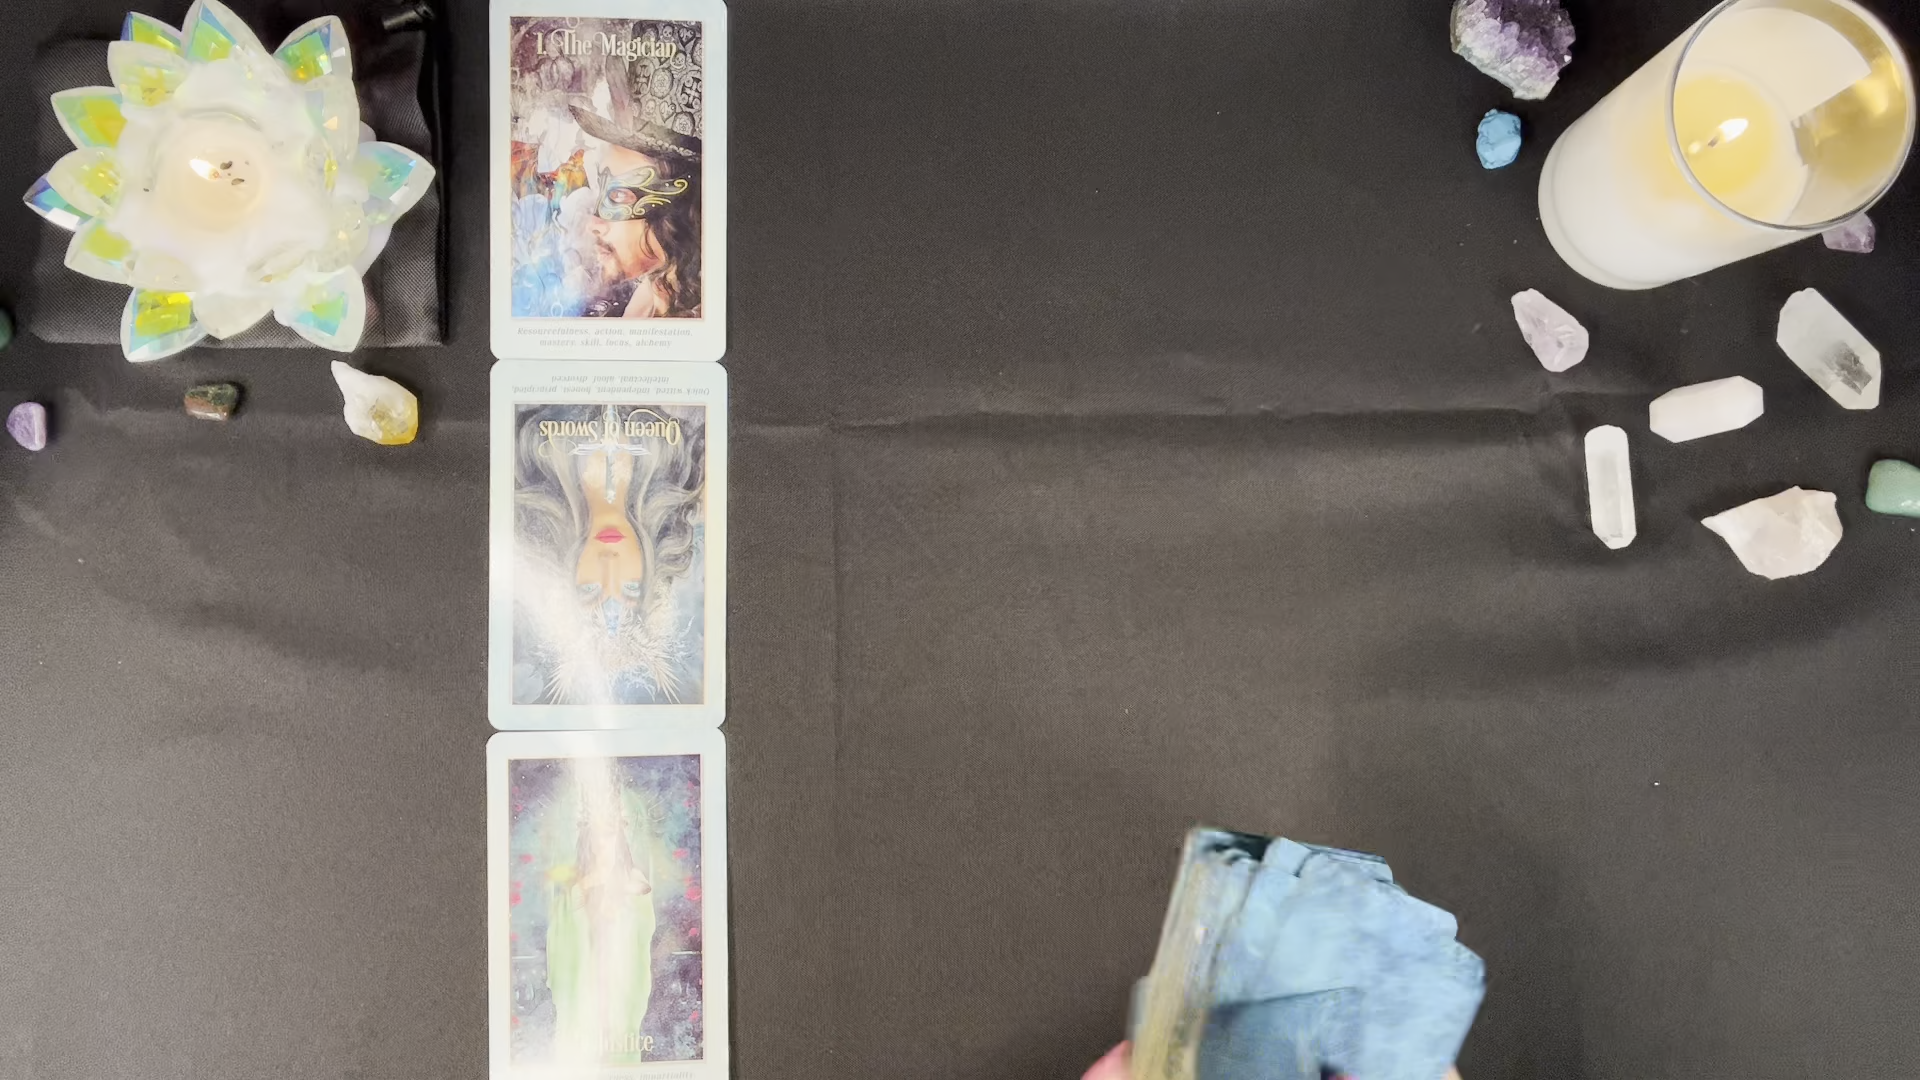 I. The Magician
Resourcefulness, action, manifestation,
mastery, skill, focus, alchemy
Quick witted, independent, honest, principled,
intellectual, aloof, divorced
Queen of Swords
Justice
impartiality